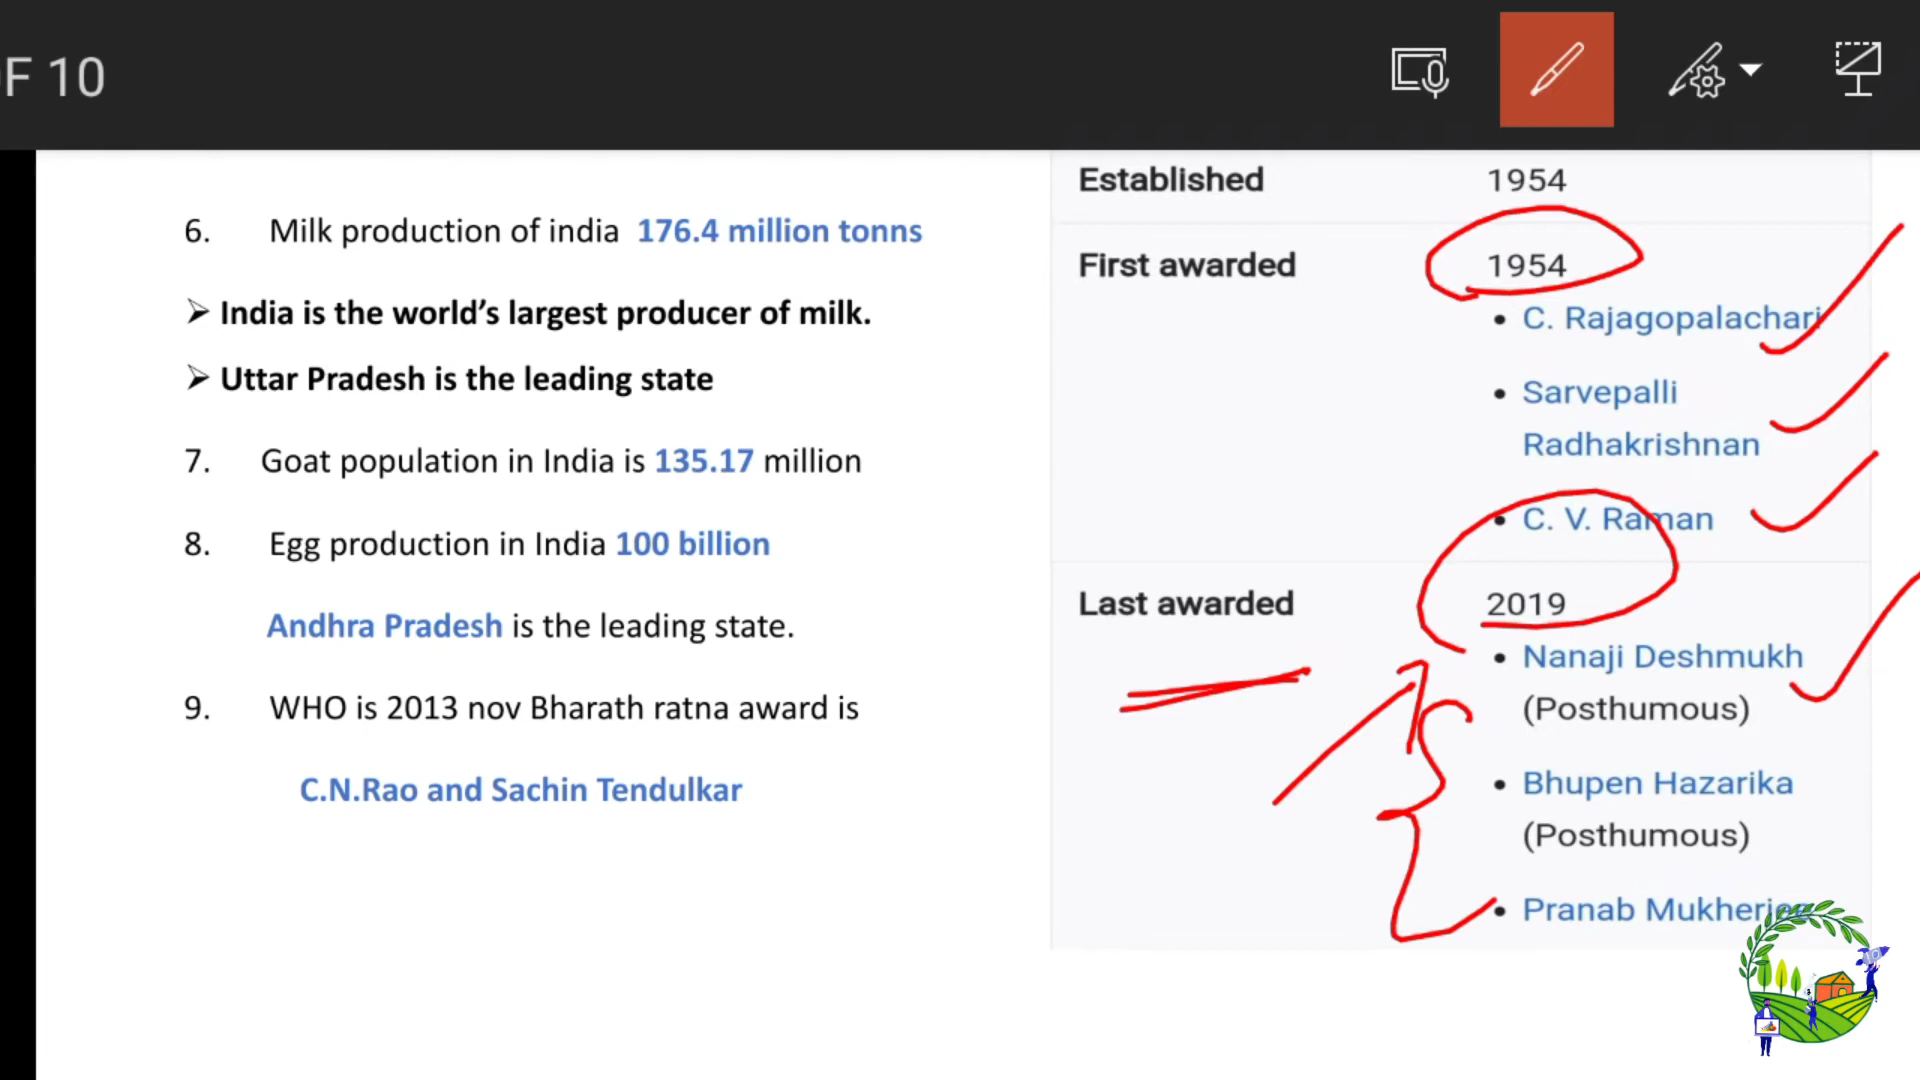 F 10
6. Milk production of india 176.4 million tonns
➢ India is the world's largest producer of milk.
➢ Uttar Pradesh is the leading state
7. Goat population in India is 135.17 million
8. Egg production in India 100 billion
Andhra Pradesh is the leading state.
9. WHO is 2013 nov Bharath ratna award is
C.N.Rao and Sachin Tendulkar
Established 1954
First awarded 1954
• C. Rajagopalachari
• Sarvepalli
Radhakrishnan
• C. V. Raman
Last awarded 2019
• Nanaji Deshmukh
(Posthumous)
• Bhupen Hazarika
(Posthumous)
• Pranab Mukherjee